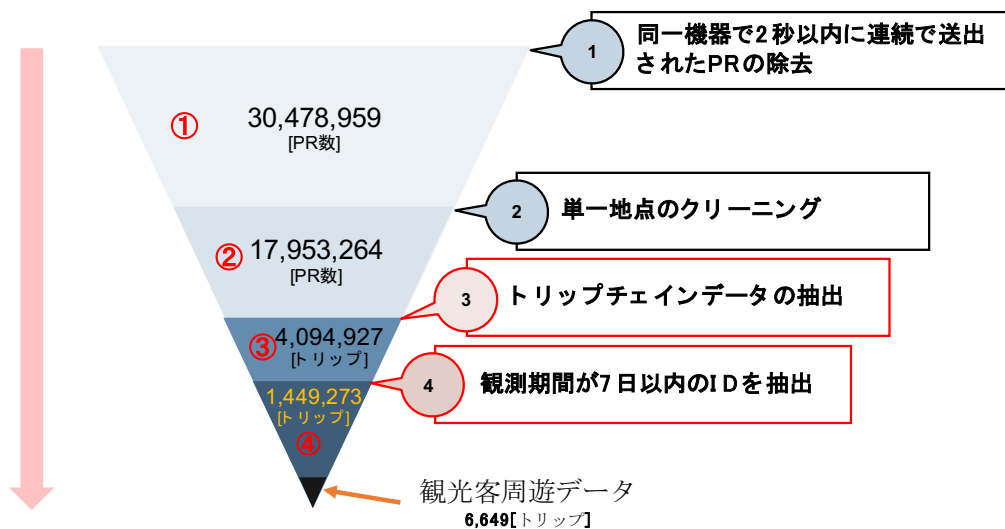 1
同一機器で2秒以内に連続で送出
されたPRの除去
①
30,478,959
[PR数]
2
単一地点のクリーニング
②
17,953,264
[PR数]
3
トリップチェインデータの抽出
③
4,094,927
[トリップ]
4
観測期間が7日以内のIDを抽出
1,449,273
[トリップ]
④
観光客周遊データ
6,649[トリップ]